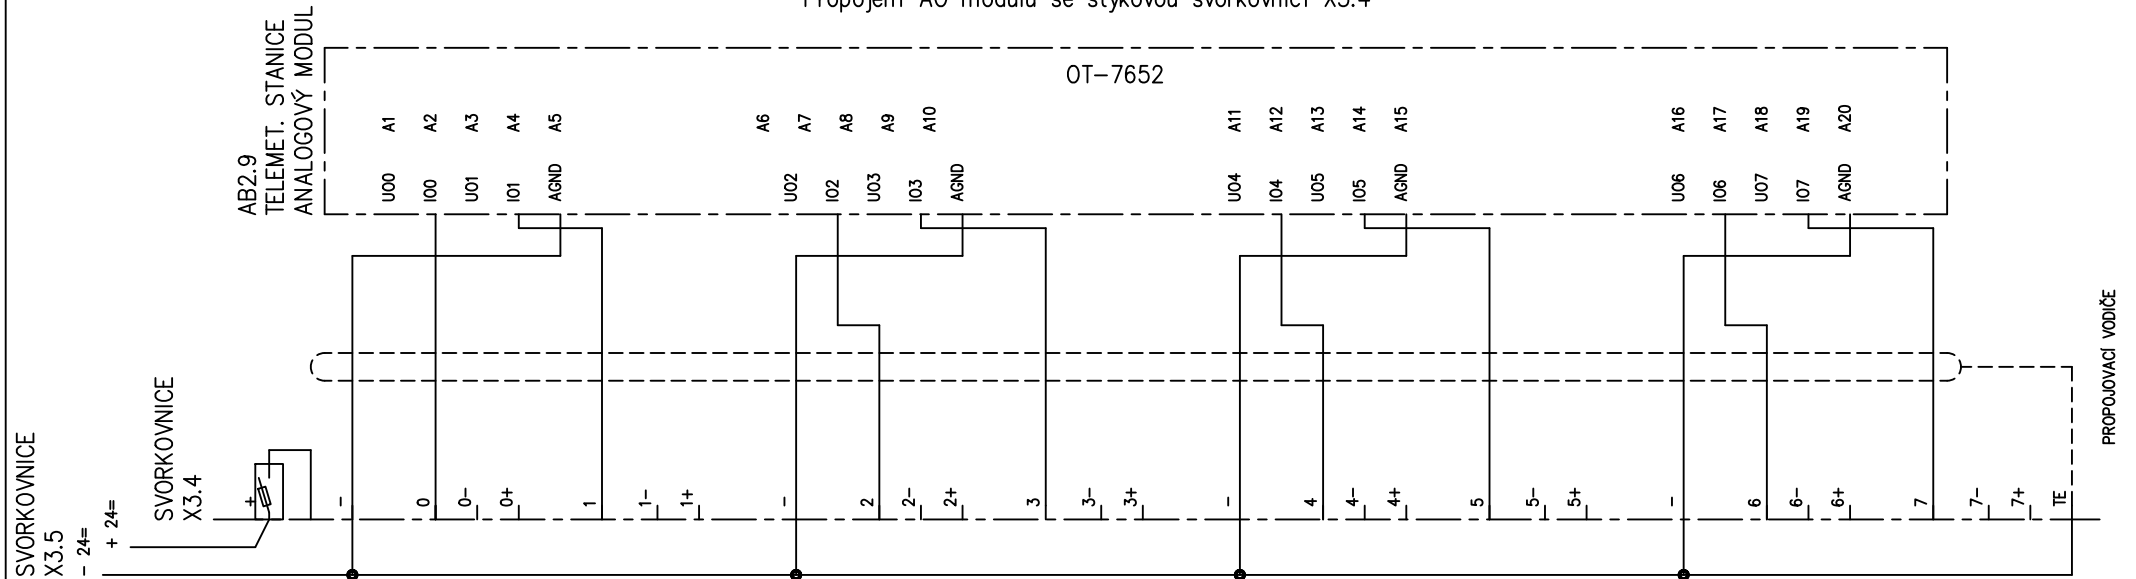 Propojení AO modulu se stykovou svorkovnicí X3.4
AB2.9
TELEMET. STANICE
ANALOGOVÝ MODUL
OT-7652
A1 A2 A3 A4 A5 A6 A7 A8 A9 A10 A11 A12 A13 A14 A15 A16 A17 A18 A19 A20
UO0 IO0 UO1 IO1 AGND UO2 IO2 UO3 IO3 AGND UO4 IO4 UO5 IO5 AGND UO6 IO6 UO7 IO7 AGND
PROPOJOVACÍ VODIČE
SVORKOVNICE
X3.4
+ - 0 0- 0+ 1 1- 1+ - 2 2- 2+ 3 3- 3+ - 4 4- 4+ 5 5- 5+ - 6 6- 6+ 7 7- 7+ TE
SVORKOVNICE
X3.5
- 24=
+ 24=